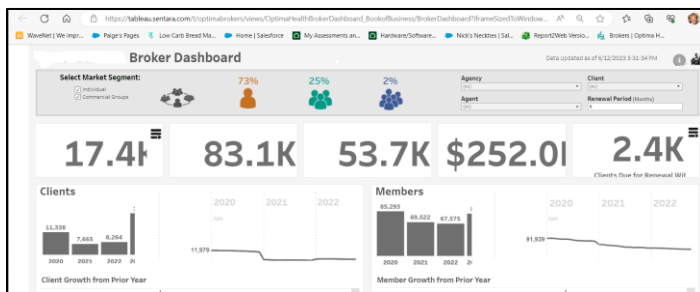 https://tableau.sentara.com/t/optimabrokers/views/OptimaHealthBrokerDashboard_BookofBusiness/BrokerDashboard?iframeSizedToWindow...
WaveNet | We impr...
Paige's Pages
Low Carb Bread Ma...
Home | Salesforce
My Assessments an...
Hardware/Software...
Nick's Neckties | Sal...
Report2Web Versio...
Brokers | Optima H...
Broker Dashboard
Data Updated as of 6/12/2023 3:31:34 PM
Select Market Segment:
Individual
Commercial Groups
73%
25%
2%
Agency
(All)
Client
(All)
Agent
(All)
Renewal Period (Months)
17.4K
83.1K
53.7K
$252.0
2.4K
Clients Due for Renewal Wit
Clients
11,338
7,665
8,264
2020
2021
2022
2020
2021
2022
Jan
11,979
Client Growth from Prior Year
Members
85,293
69,522
67,375
2020
2021
2022
2020
2021
2022
Jan
91,939
Member Growth from Prior Year